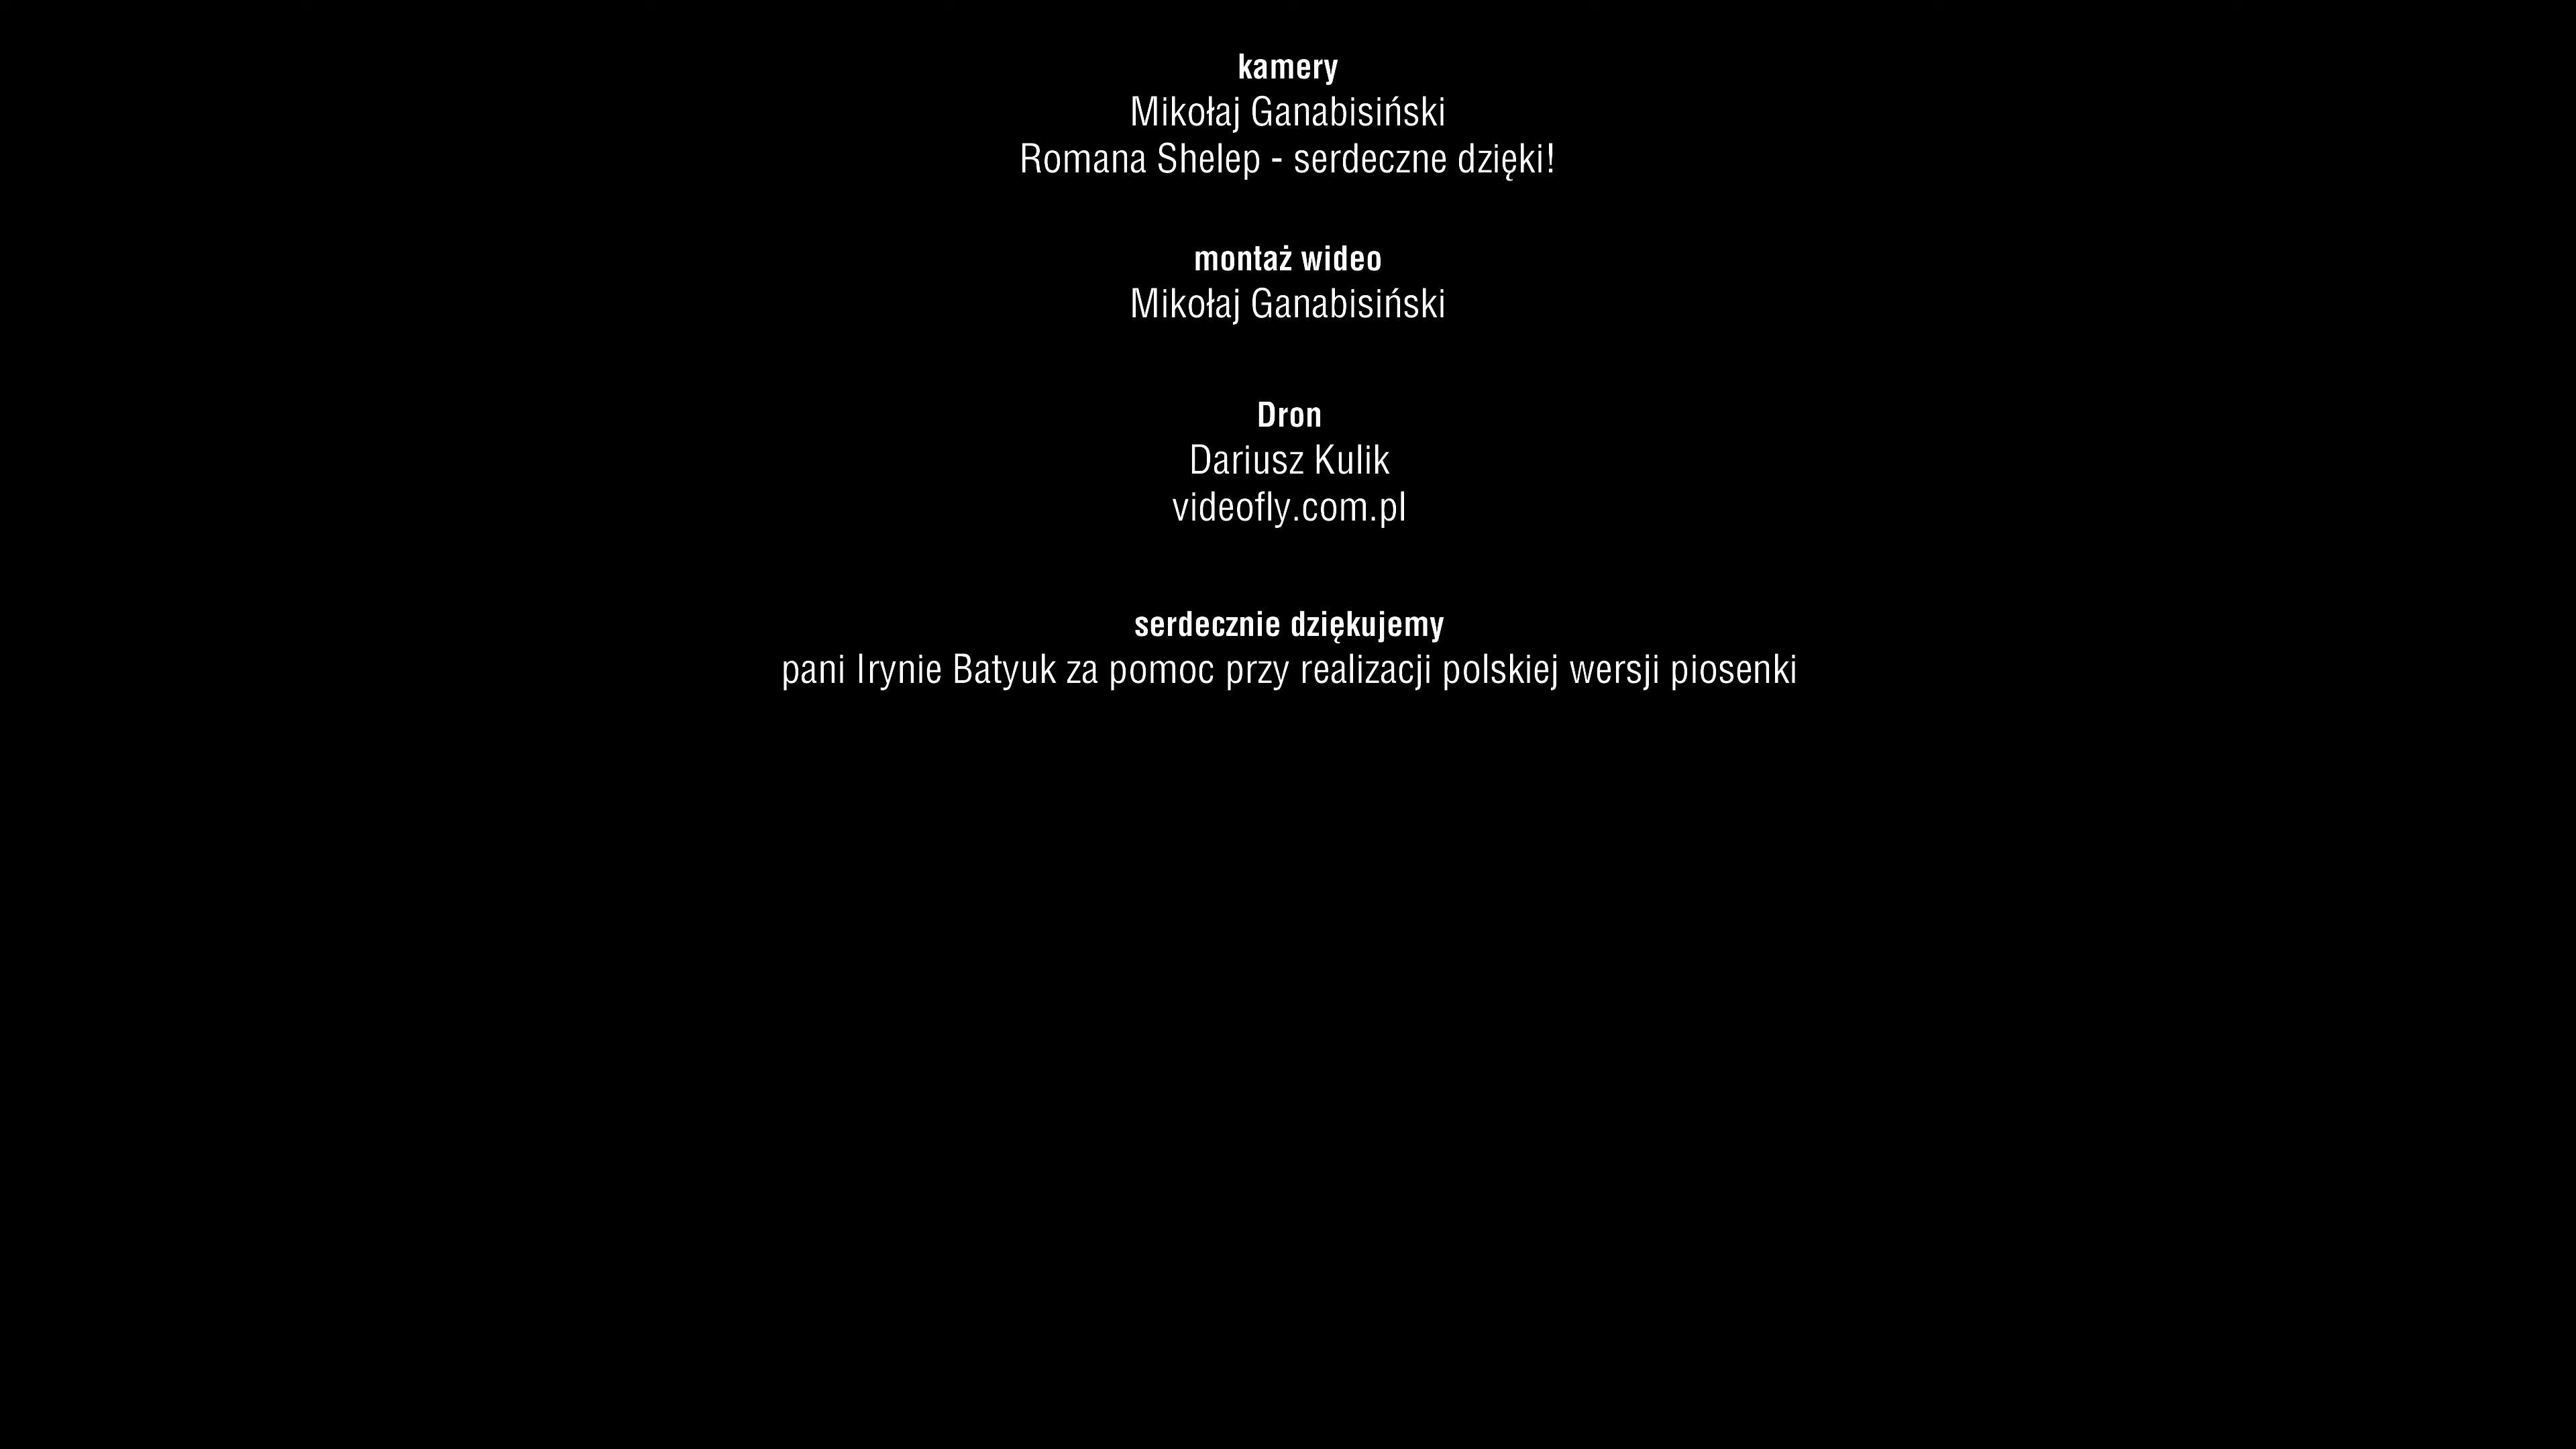 kamery
Mikołaj Ganabisiński
Romana Shelep - serdeczne dzięki!
montaż wideo
Mikołaj Ganabisiński
Dron
Dariusz Kulik
videofly.com.pl
serdecznie dziękujemy
pani Irynie Batyuk za pomoc przy realizacji polskiej wersji piosenki